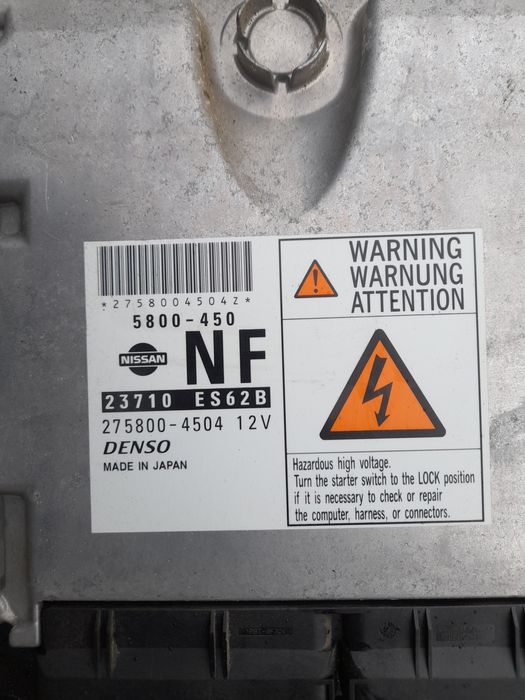 *2758004504Z*
5800-450
NISSAN
NF
23710 ES62B
275800-4504 12V
DENSO
MADE IN JAPAN
WARNING
WARNUNG
ATTENTION
Hazardous high voltage.
Turn the starter switch to the LOCK position
if it is necessary to check or repair
the computer, harness, or connectors.